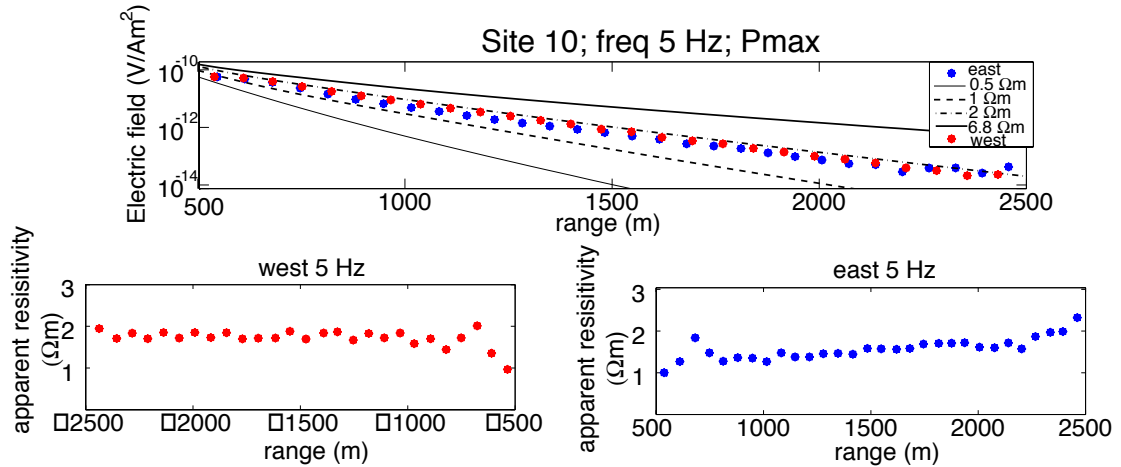 Site 10; freq 5 Hz; Pmax
Electric field (V/Am²)
10⁻¹⁰
10⁻¹²
10⁻¹⁴
east
0.5 Ωm
1 Ωm
2 Ωm
6.8 Ωm
west
500 1000 1500 2000 2500
range (m)
west 5 Hz
apparent resisitivity
(Ωm)
3
2
1
□2500 □2000 □1500 □1000 □500
range (m)
east 5 Hz
apparent resisitivity
(Ωm)
3
2
1
500 1000 1500 2000 2500
range (m)